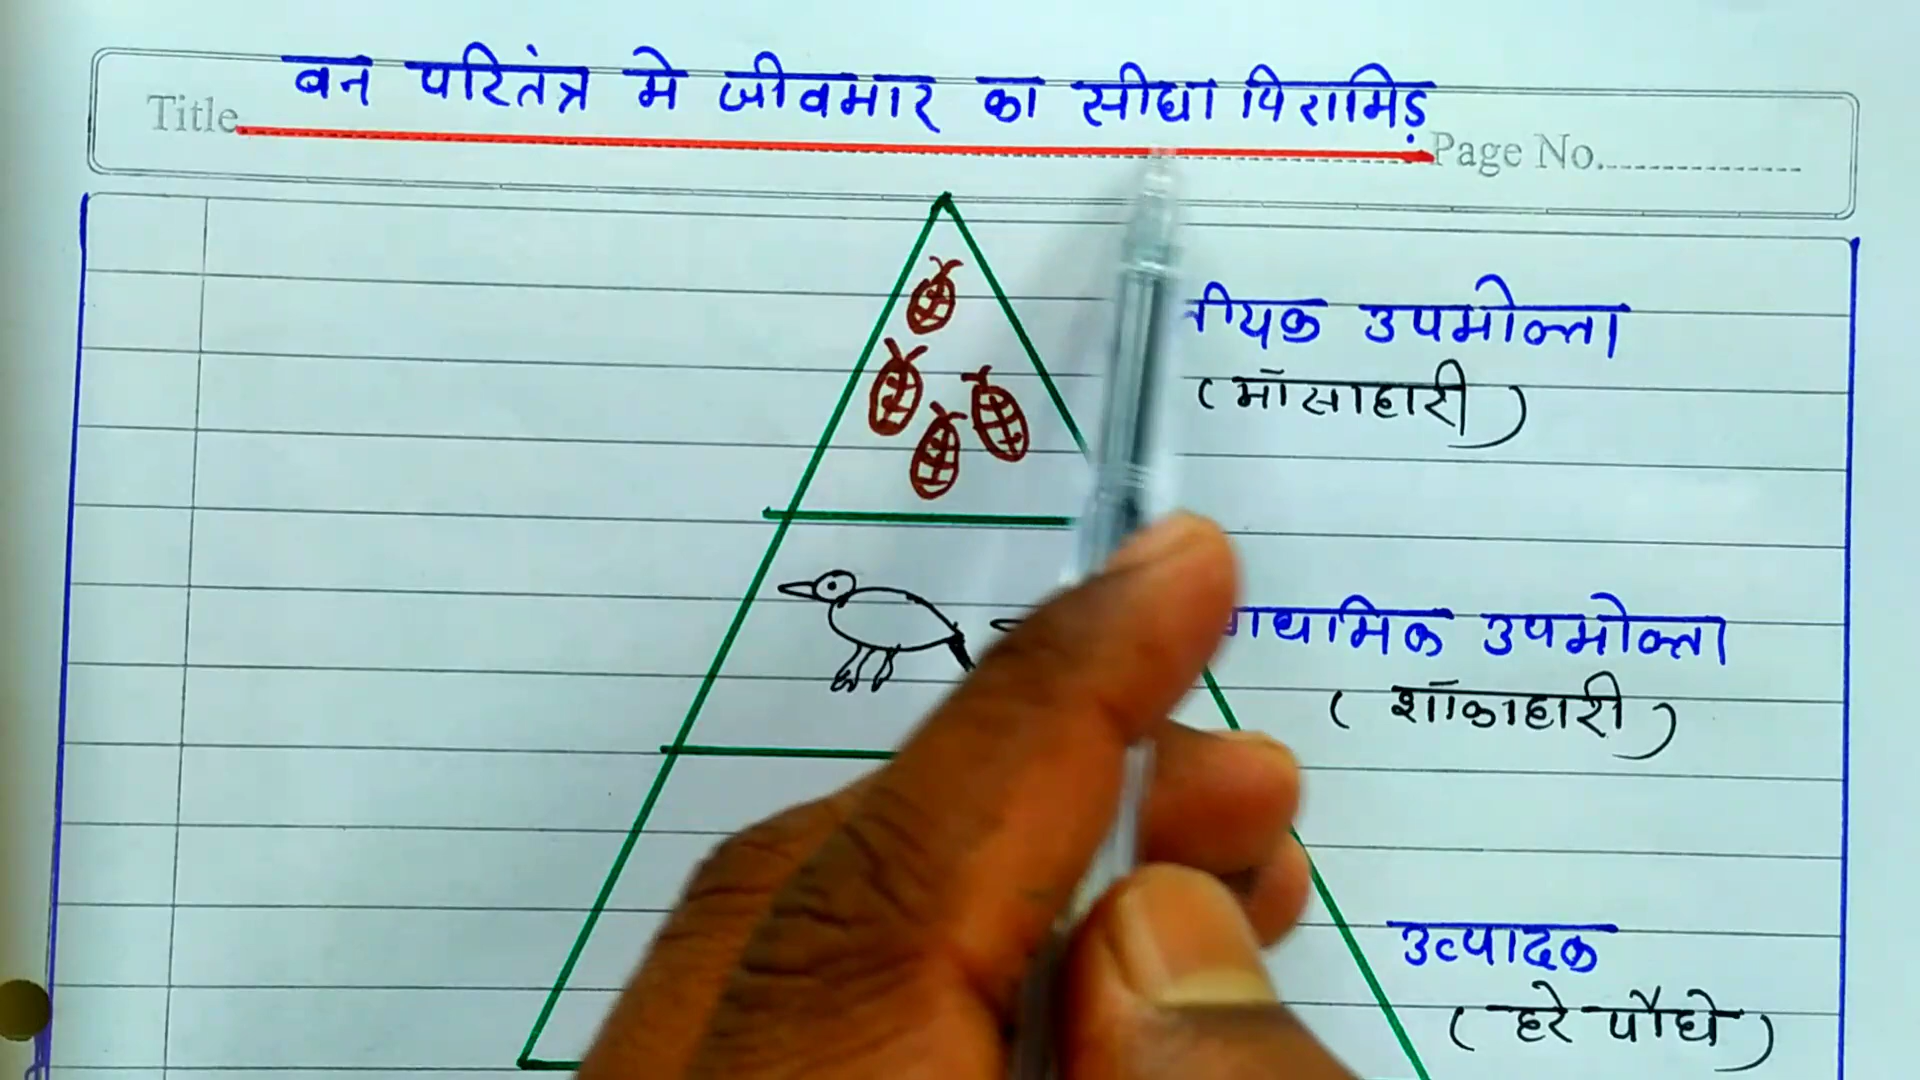 वन परितंत्र मे जीवभार का सीधा पिरामिड़
Title
Page No.
उपभोक्ता
(माँसाहारी)
उपभोक्ता
(शाॅकाहारी)
उत्पादक
(हरे पौधे)